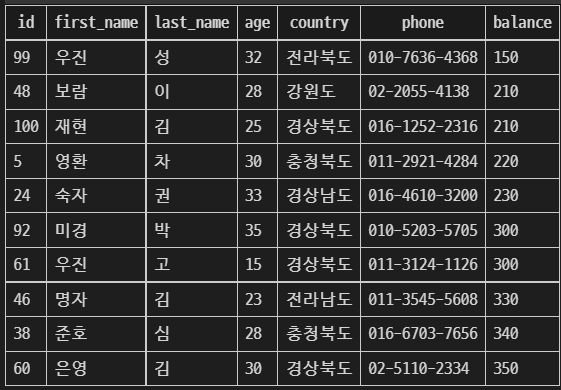 id first_name last_name age country phone balance
99 우진 성 32 전라북도 010-7636-4368 150
48 보람 이 28 강원도 02-2055-4138 210
100 재현 김 25 경상북도 016-1252-2316 210
5 영환 차 30 충청북도 011-2921-4284 220
24 숙자 권 33 경상남도 016-4610-3200 230
92 미경 박 35 경상북도 010-5203-5705 300
61 우진 고 15 경상북도 011-3124-1126 300
46 명자 김 23 전라남도 011-3545-5608 330
38 준호 심 28 충청북도 016-6703-7656 340
60 은영 김 30 경상북도 02-5110-2334 350